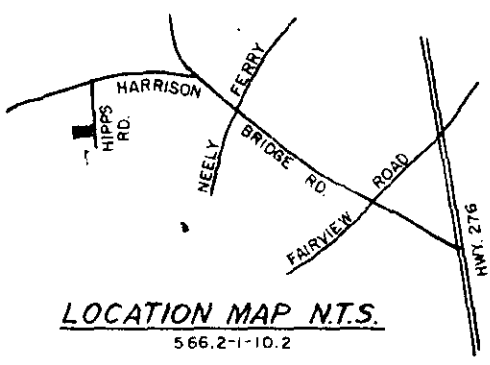 HARRISON
HIPPS
RD.
NEELY
FERRY
BRIDGE RD.
FAIRVIEW
ROAD
HWY. 276
LOCATION MAP N.T.S.
566.2-1-10.2